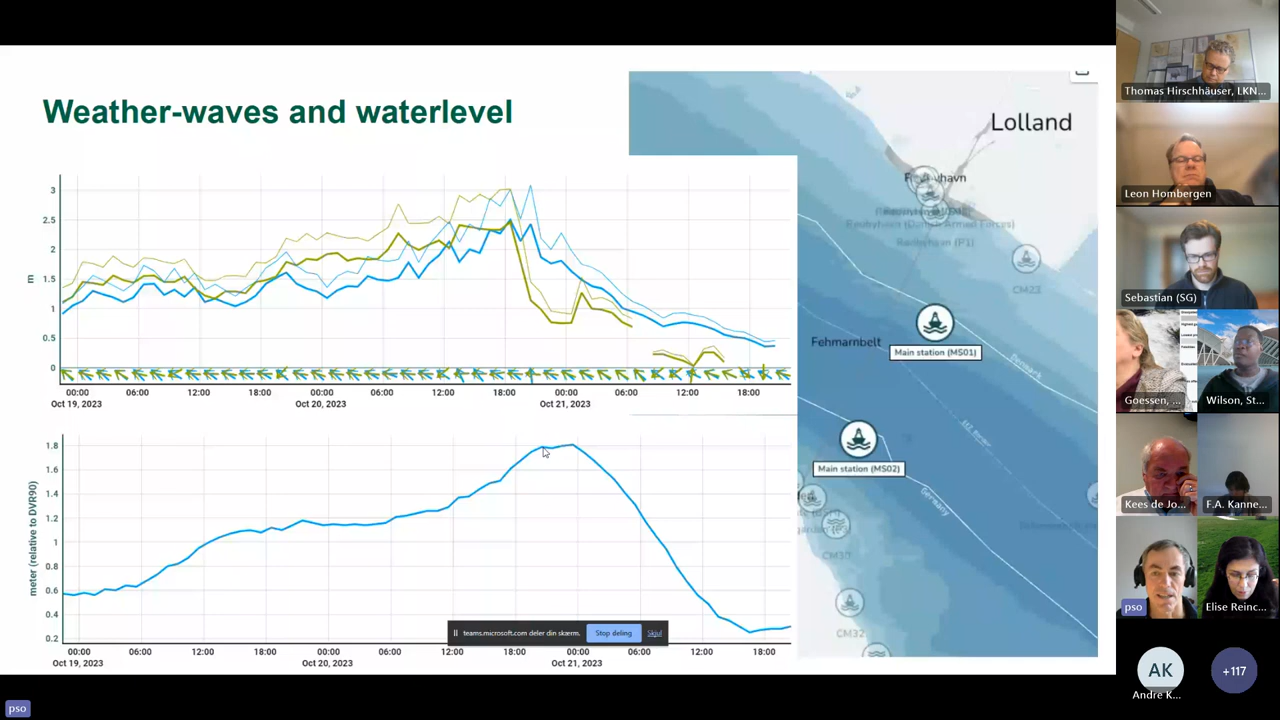 Weather-waves and waterlevel
3
2.5
2
1.5
1
0.5
0
m
00:00 06:00 12:00 18:00 00:00 06:00 12:00 18:00 00:00 06:00 12:00 18:00
Oct 19, 2023 Oct 20, 2023 Oct 21, 2023
1.8
1.6
1.4
1.2
1
0.8
0.6
0.4
0.2
meter (relative to DVR90)
00:00 06:00 12:00 18:00 00:00 06:00 12:00 18:00 00:00 06:00 12:00 18:00
Oct 19, 2023 Oct 20, 2023 Oct 21, 2023
teams.microsoft.com deler din skærm. Stop deling Skjul
Lolland
CM23
Main station (MS01)
Fehmarnbelt
Denmark
Main station (MS02)
Germany
CM30
CM32
Thomas Hirschhäuser, LKN...
Leon Hombergen
Sebastian (SG)
Goessen, ...
Wilson, St...
Kees de Jo...
F.A. Kanne...
pso
Elise Reinc...
AK
Andre K...
+117
pso